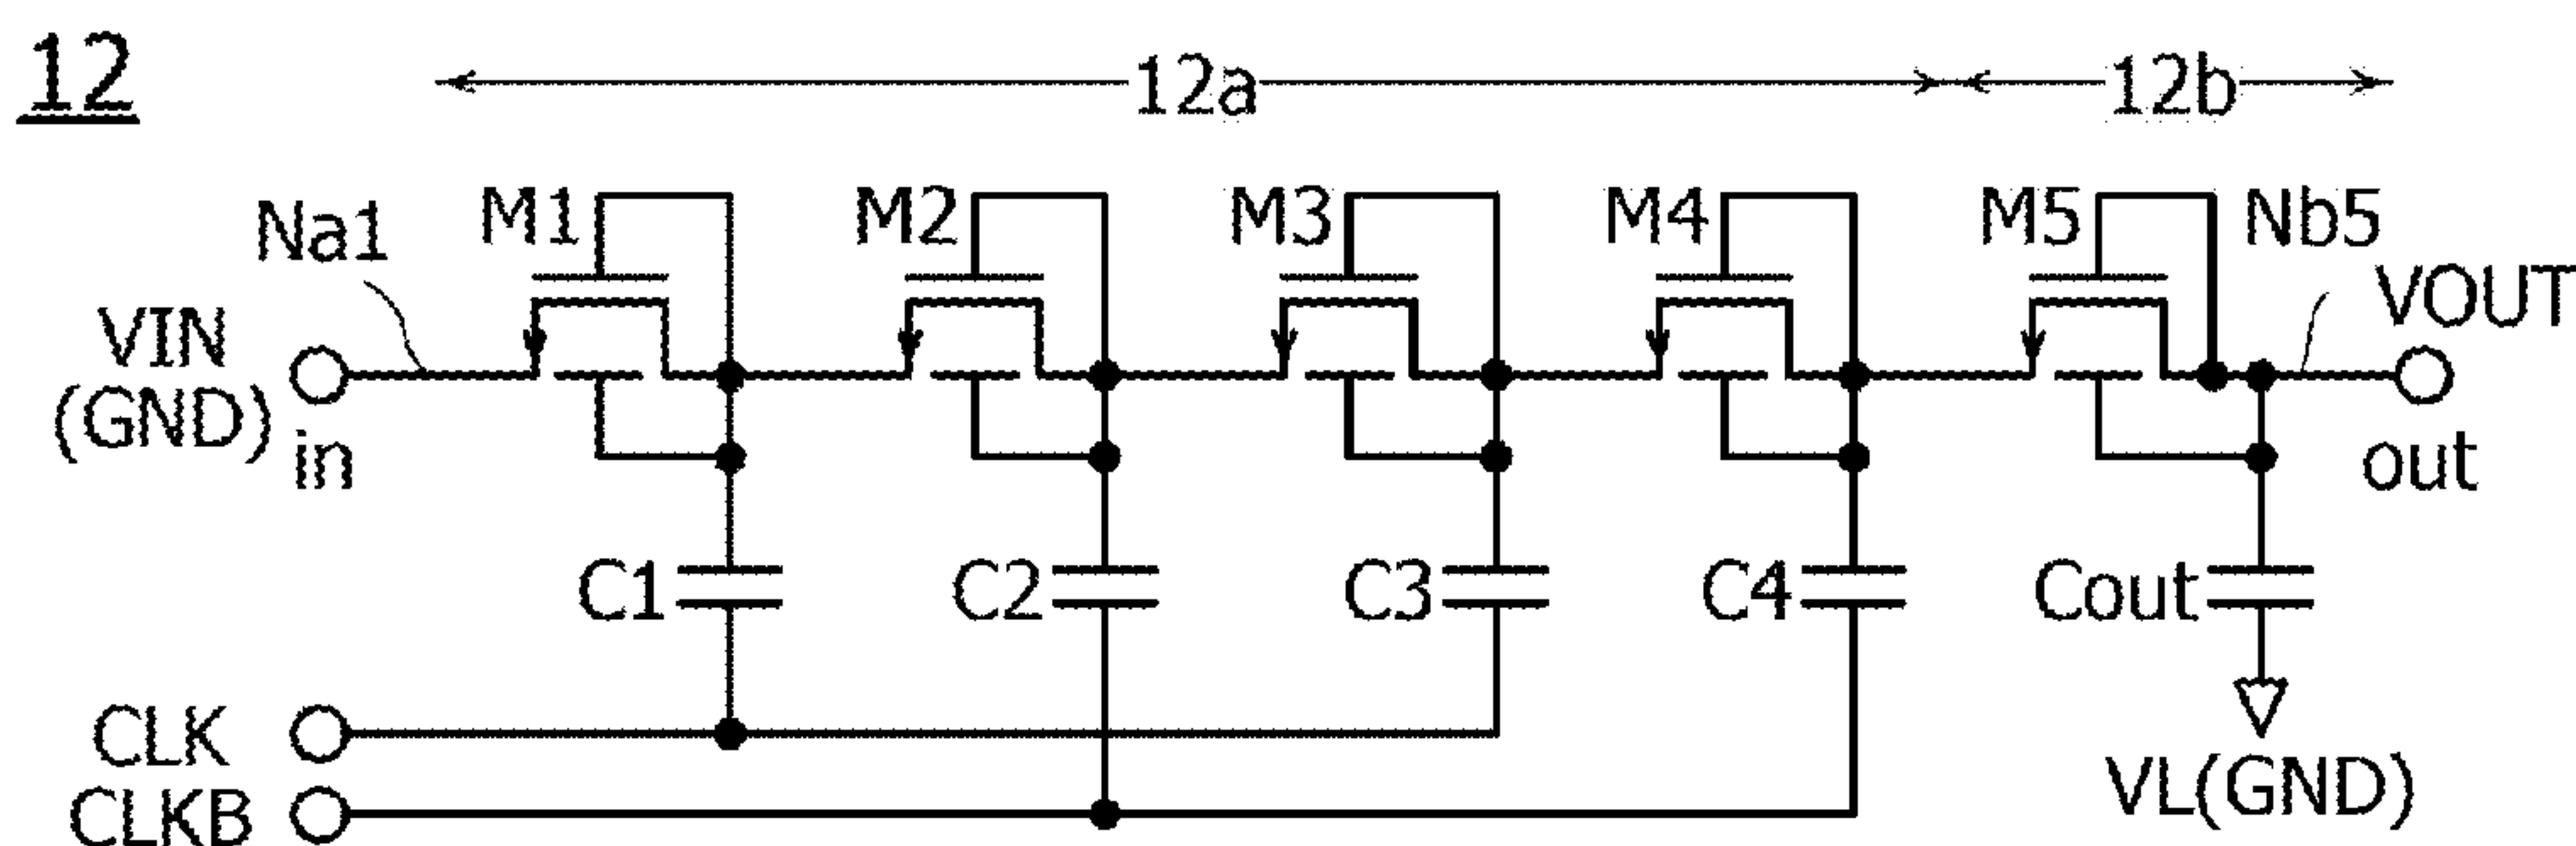 12
12a
12b
Na1
M1
M2
M3
M4
M5
Nb5
VIN
(GND)
in
VOUT
out
C1
C2
C3
C4
Cout
CLK
CLKB
VL(GND)